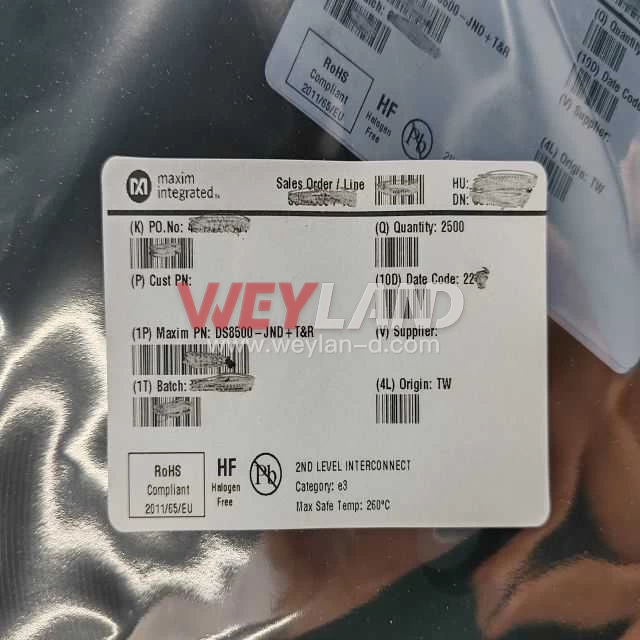 -JND+T&R
(Q) Quantity
(10D) Date Code
(V) Supplier:
(4L) Origin: TW
RoHS
Compliant
2011/65/EU
HF
Halogen
Free
Pb
maxim
integrated™
Sales Order / Line
HU:
DN:
(K) PO.No:
(Q) Quantity: 2500
(P) Cust PN:
(10D) Date Code: 22
WEYLAND
(1P) Maxim PN: DS8500-JND+T&R
(V) Supplier:
www.weylan-d.com
(1T) Batch:
(4L) Origin: TW
RoHS
Compliant
2011/65/EU
HF
Halogen
Free
Pb
2ND LEVEL INTERCONNECT
Category: e3
Max Safe Temp: 260°C